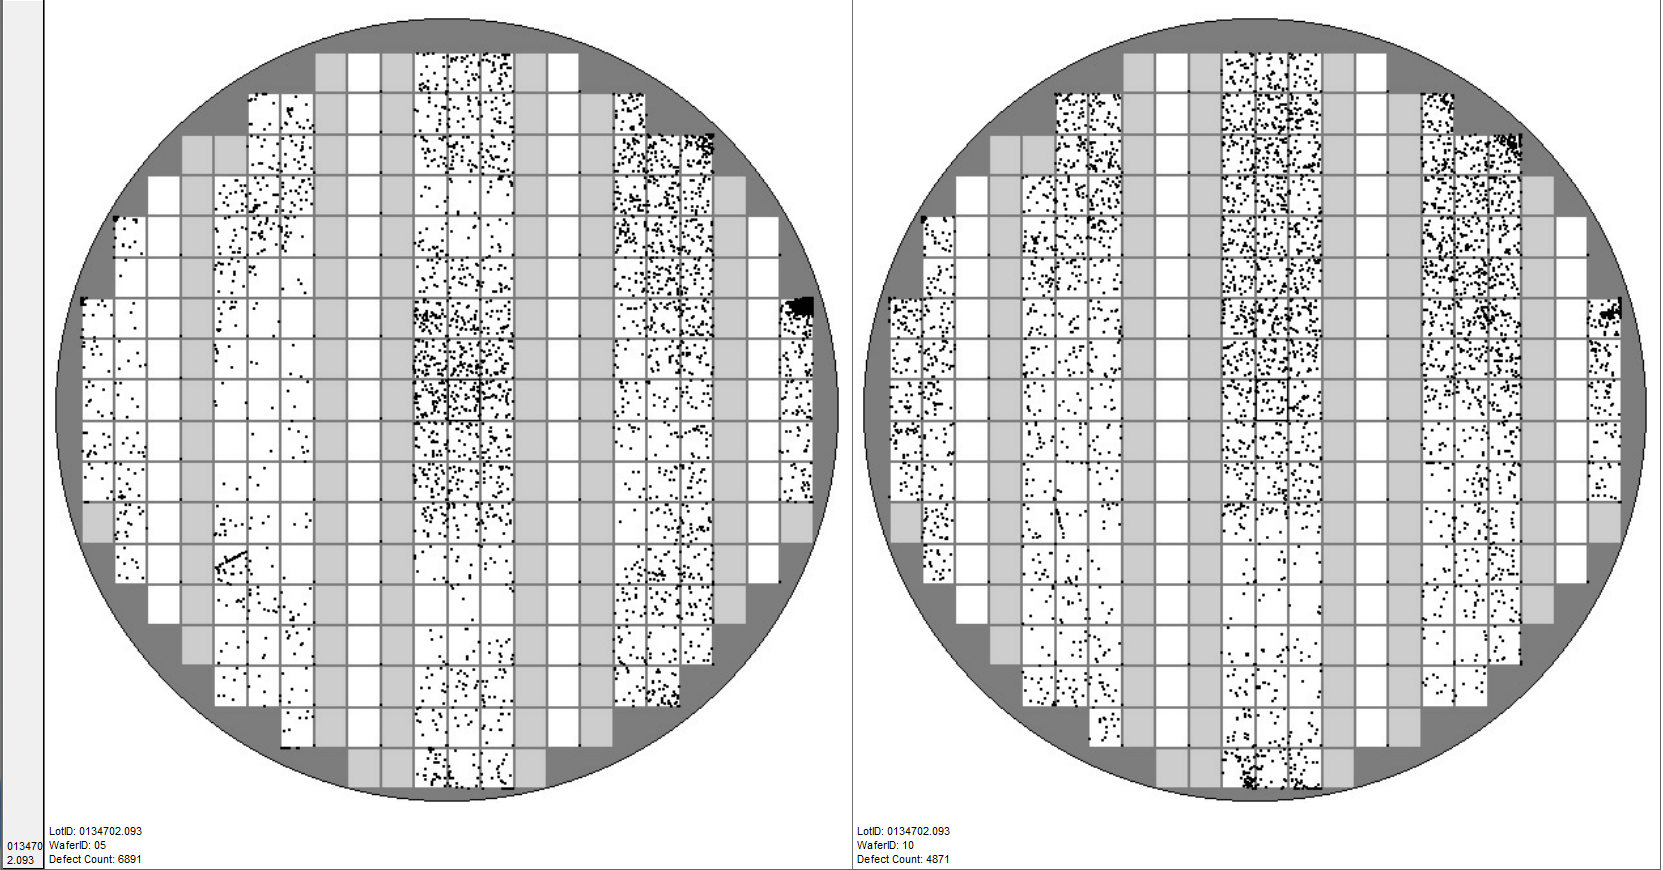 013470
2.093
LotID: 0134702.093
WaferID: 05
Defect Count: 6891
LotID: 0134702.093
WaferID: 10
Defect Count: 4871